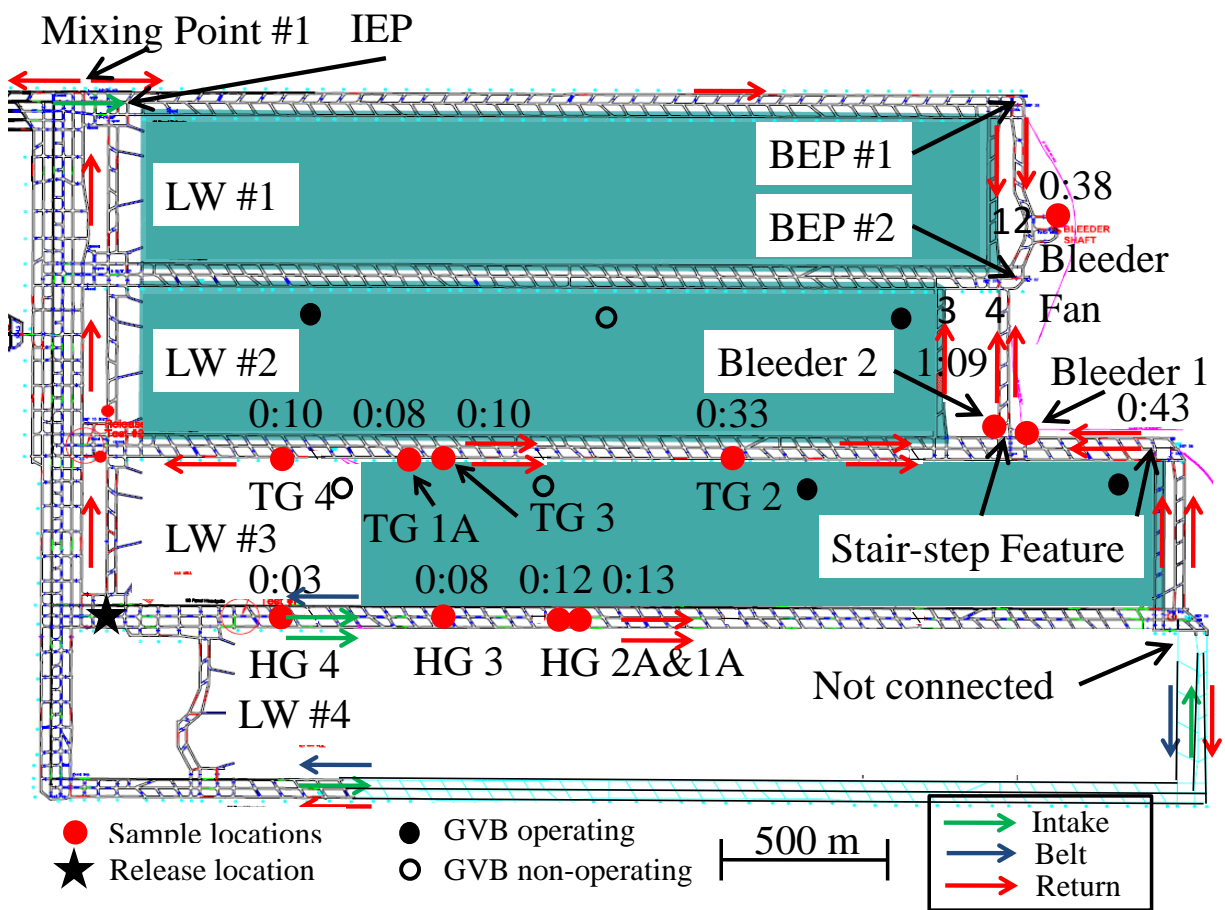 Mixing Point #1
IEP
BEP #1
LW #1
0:38
12
BEP #2
BLEEDER
SHAFT
Bleeder
Fan
3
4
LW #2
Bleeder 2
1:09
Bleeder 1
0:43
0:10
0:08
0:10
0:33
TG 4
TG 1A
TG 3
TG 2
LW #3
Stair-step Feature
0:03
0:08
0:12
0:13
HG 4
HG 3
HG 2A&1A
Not connected
LW #4
Sample locations
GVB operating
500 m
Intake
Release location
GVB non-operating
Belt
Return